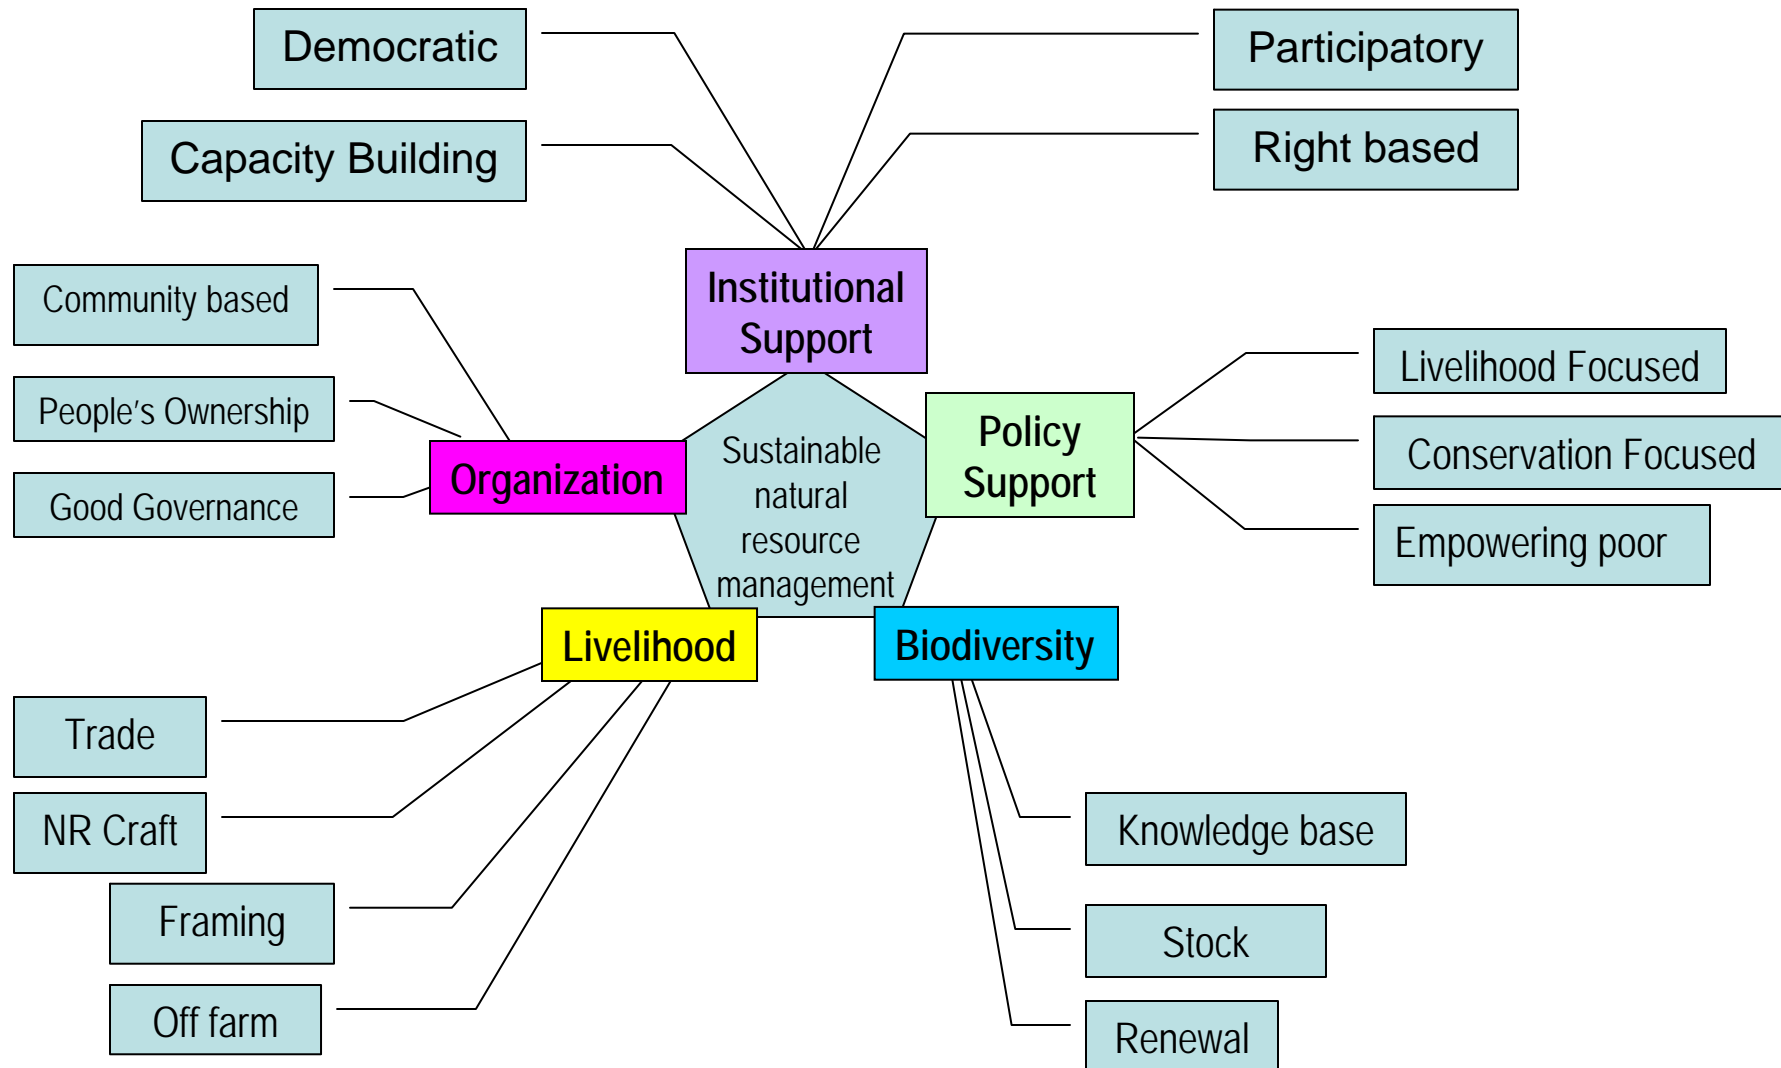 Democratic
Participatory
Capacity Building
Right based
Institutional
Support
Community based
People's Ownership
Good Governance
Organization
Sustainable
natural
resource
management
Policy
Support
Livelihood Focused
Conservation Focused
Empowering poor
Livelihood
Biodiversity
Trade
NR Craft
Framing
Off farm
Knowledge base
Stock
Renewal